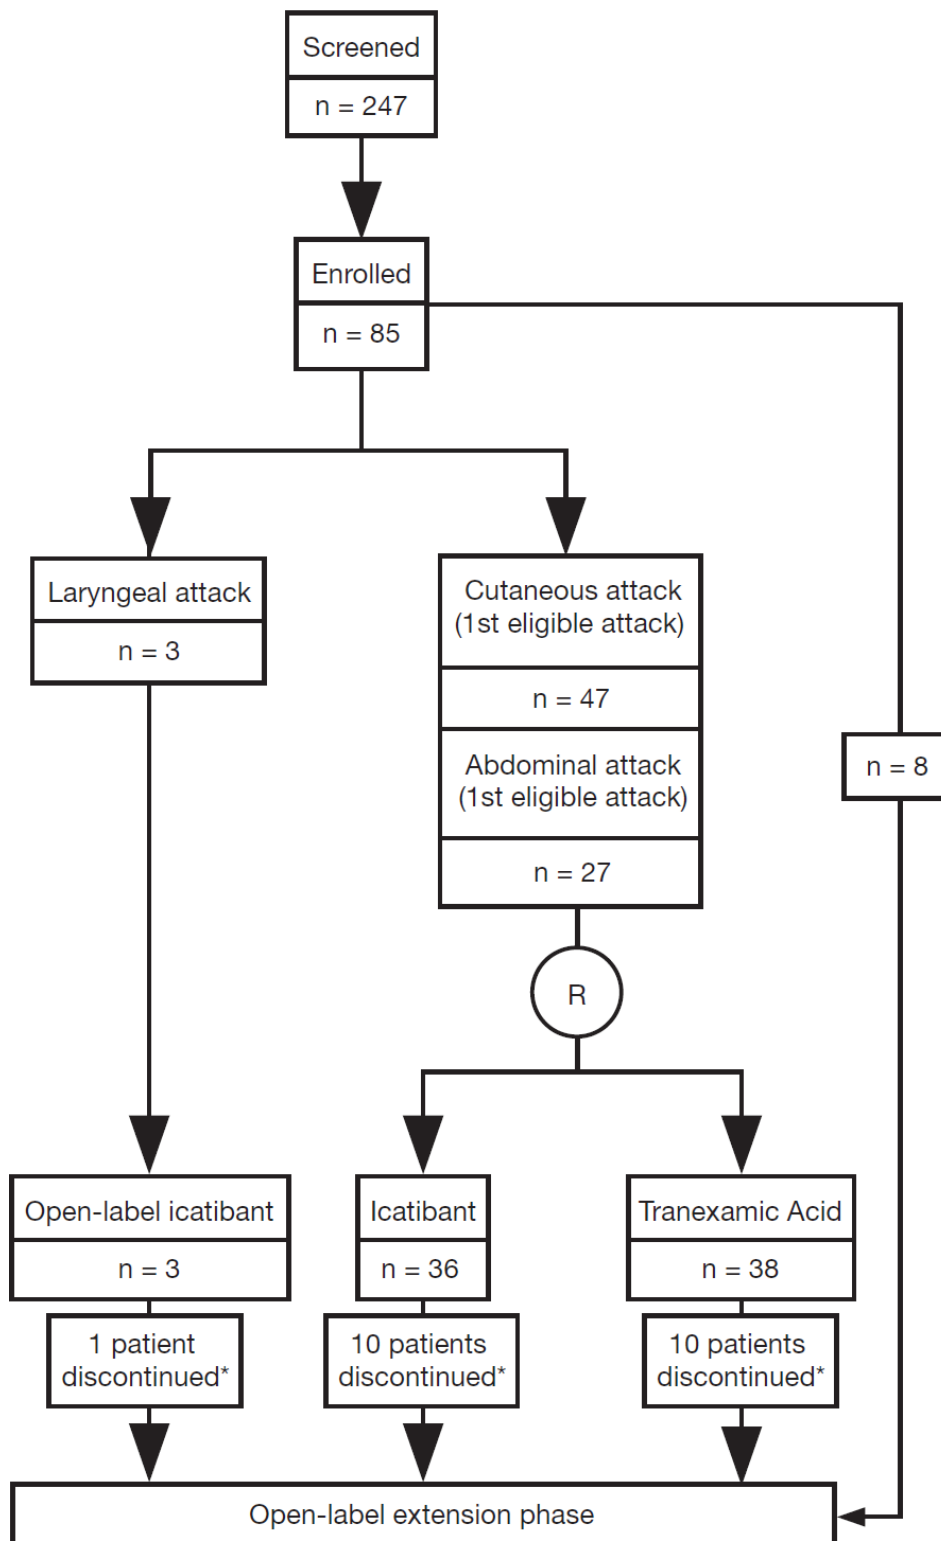 Screened
n = 247
Enrolled
n = 85
Laryngeal attack
n = 3
Cutaneous attack
(1st eligible attack)
n = 47
Abdominal attack
(1st eligible attack)
n = 27
n = 8
R
Open-label icatibant
n = 3
1 patient
discontinued*
Icatibant
n = 36
10 patients
discontinued*
Tranexamic Acid
n = 38
10 patients
discontinued*
Open-label extension phase